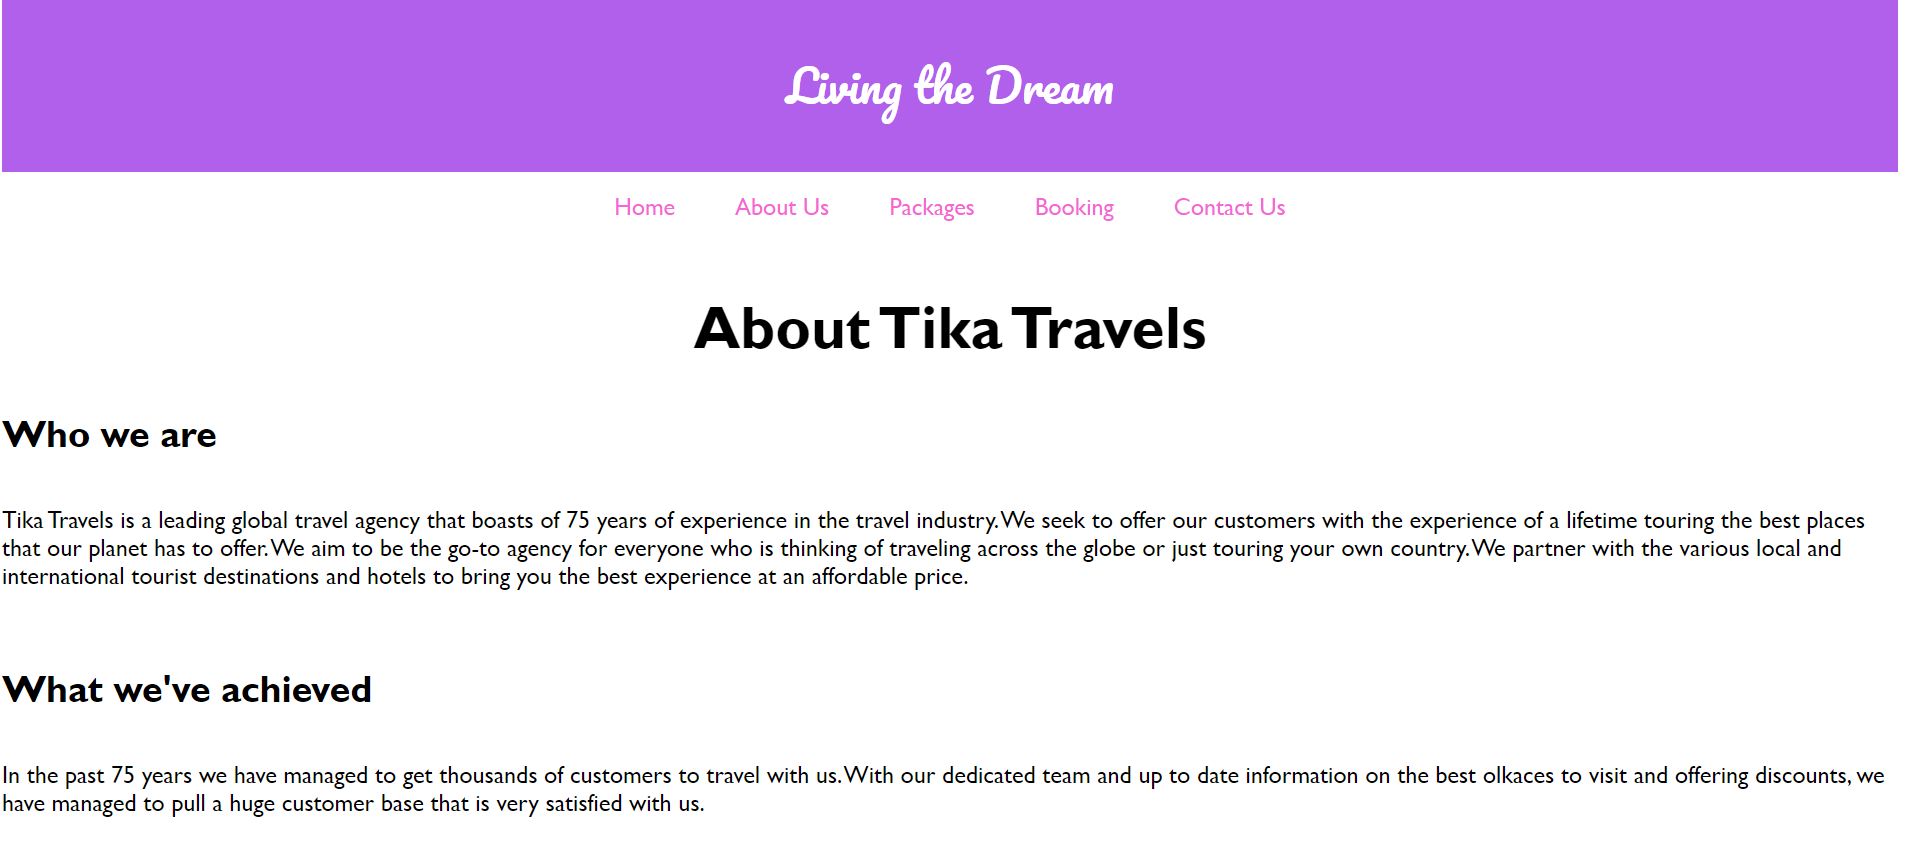 Living the Dream
Home About Us Packages Booking Contact Us
About Tika Travels
Who we are
Tika Travels is a leading global travel agency that boasts of 75 years of experience in the travel industry. We seek to offer our customers with the experience of a lifetime touring the best places
that our planet has to offer. We aim to be the go-to agency for everyone who is thinking of traveling across the globe or just touring your own country. We partner with the various local and
international tourist destinations and hotels to bring you the best experience at an affordable price.
What we've achieved
In the past 75 years we have managed to get thousands of customers to travel with us. With our dedicated team and up to date information on the best olkaces to visit and offering discounts, we
have managed to pull a huge customer base that is very satisfied with us.